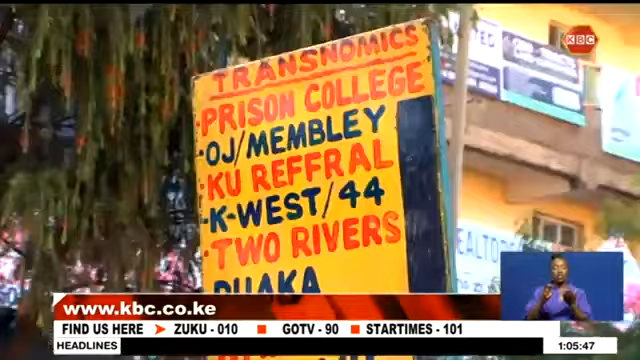 TRANSNOMICS
PRISON COLLEGE
OJ/MEMBLEY
KU REFFRAL
K-WEST/44
TWO RIVERS
RUAKA
KBC
www.kbc.co.ke
FIND US HERE ➤ ZUKU - 010 ■ GOTV - 90 ■ STARTIMES - 101
HEADLINES
1:05:47